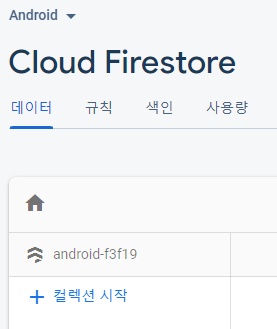 Android
Cloud Firestore
데이터 규칙 색인 사용량
android-f3f19
+ 컬렉션 시작